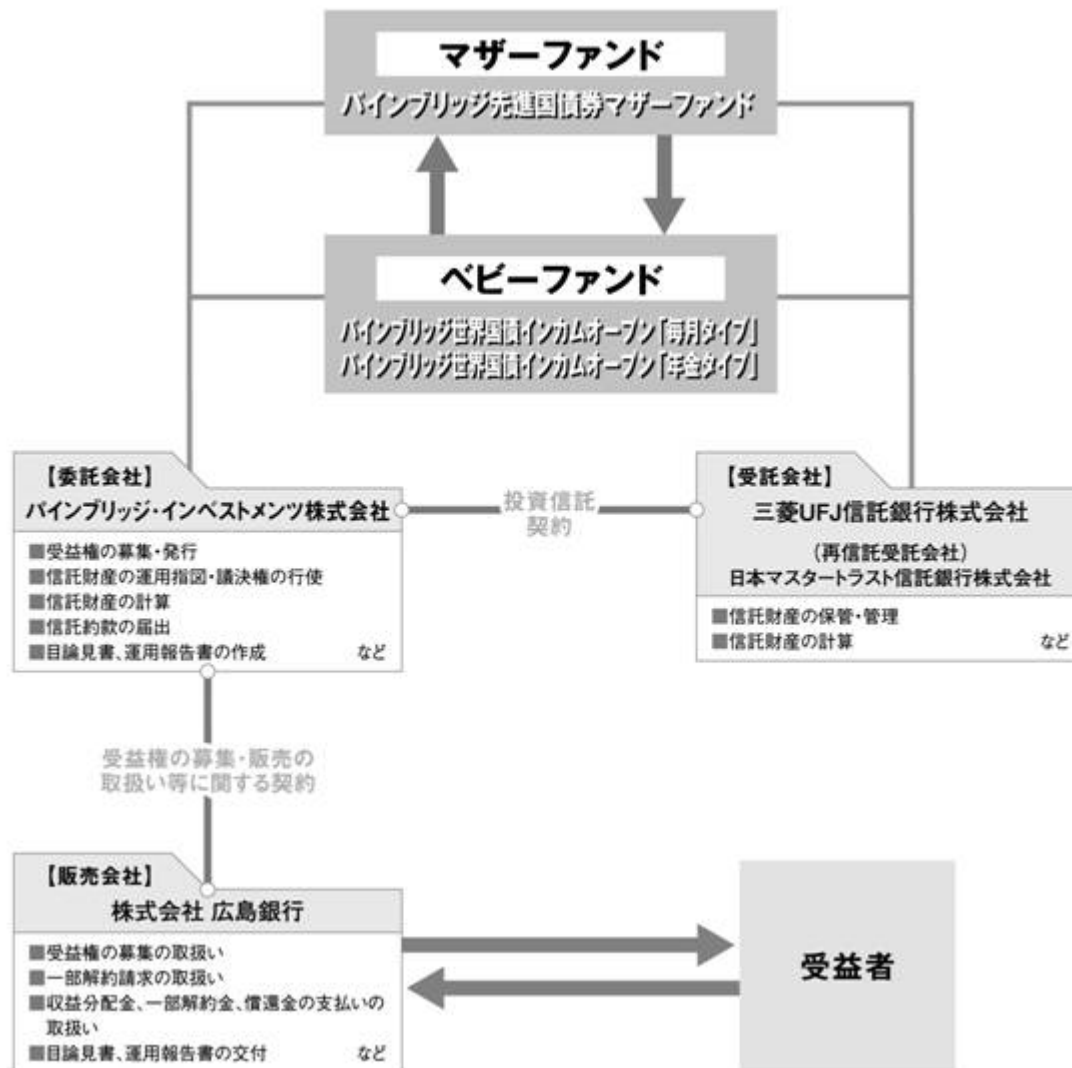 マザーファンド
パインブリッジ先進国債券マザーファンド
ベビーファンド
パインブリッジ世界国債インカムオープン「毎月タイプ」
パインブリッジ世界国債インカムオープン「年金タイプ」
【委託会社】
パインブリッジ・インベストメンツ株式会社
■受益権の募集・発行
■信託財産の運用指図・議決権の行使
■信託財産の計算
■信託約款の届出
■目論見書、運用報告書の作成 など
投資信託
契約
【受託会社】
三菱UFJ信託銀行株式会社
(再信託受託会社)
日本マスタートラスト信託銀行株式会社
■信託財産の保管・管理
■信託財産の計算 など
受益権の募集・販売の
取扱い等に関する契約
【販売会社】
株式会社 広島銀行
■受益権の募集の取扱い
■一部解約請求の取扱い
■収益分配金、一部解約金、償還金の支払いの
取扱い
■目論見書、運用報告書の交付 など
受益者